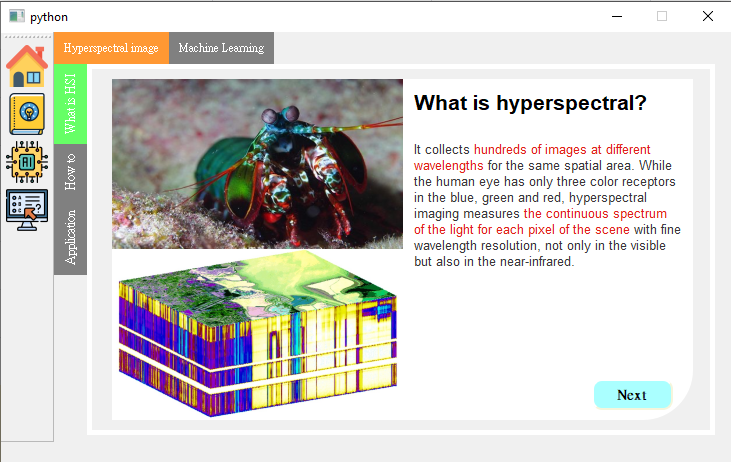 python
Hyperspectral image
Machine Learning
What is HSI
How to
Application
What is hyperspectral?
It collects hundreds of images at different
wavelengths for the same spatial area. While
the human eye has only three color receptors
in the blue, green and red, hyperspectral
imaging measures the continuous spectrum
of the light for each pixel of the scene with fine
wavelength resolution, not only in the visible
but also in the near-infrared.
Next
AI